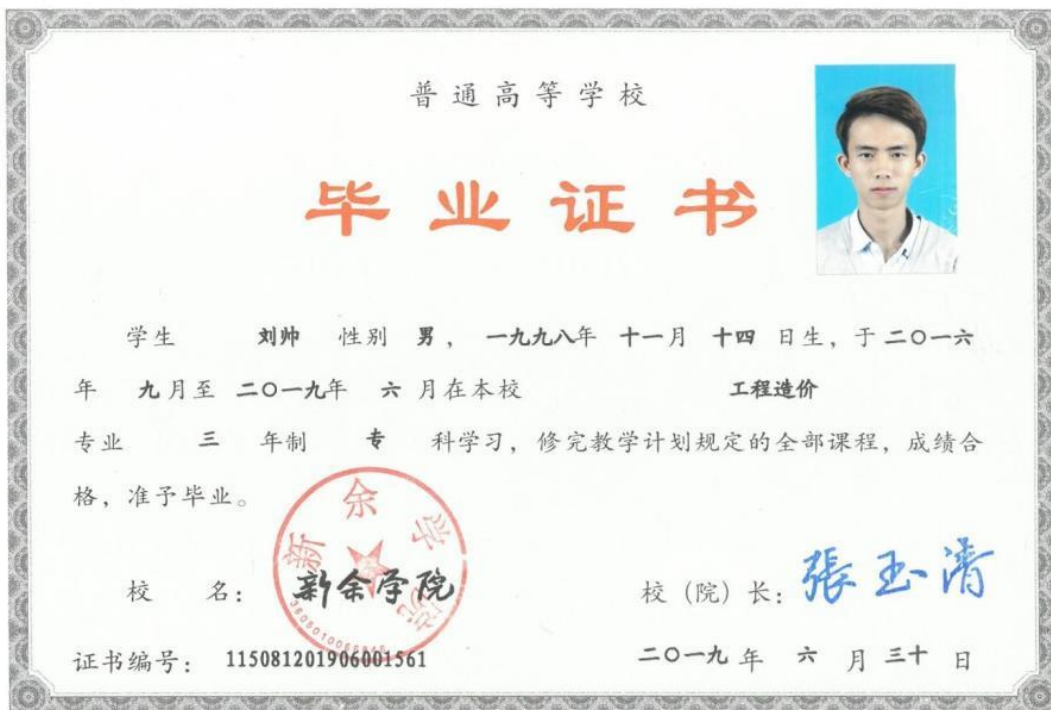 普通高等学校
毕业证书
学生 刘帅 性别 男， 一九九八年 十一月 十四 日生，于二〇一六
年 九月至 二〇一九年 六 月在本校 工程造价
专业 三 年制 专 科学习，修完教学计划规定的全部课程，成绩合
格，准予毕业。
新余学院
校 名： 新余学院
校（院）长：張玉清
证书编号： 115081201906001561
二〇一九 年 六 月 三十 日